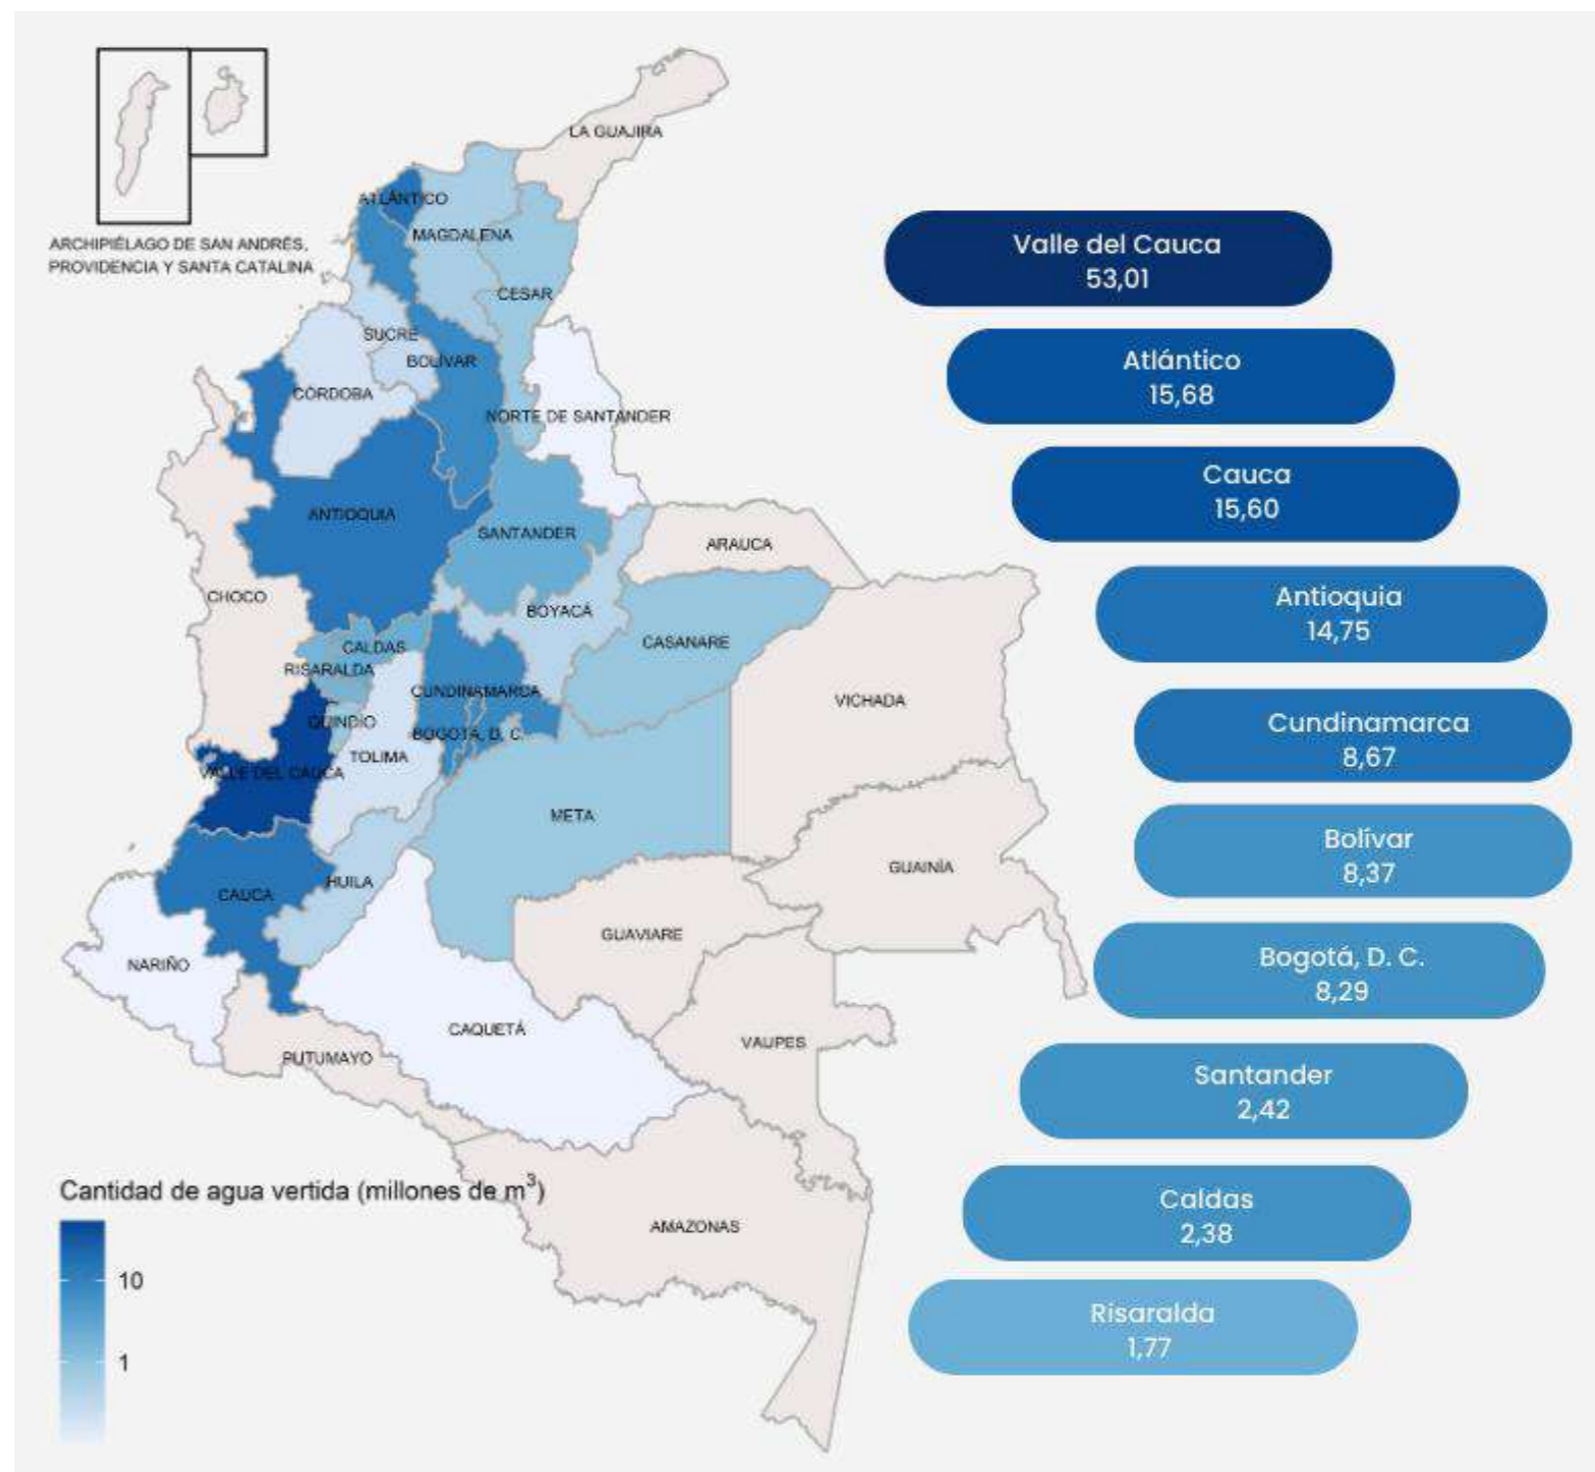 LA GUAJIRA
ATLÁNTICO
MAGDALENA
ARCHIPIÉLAGO DE SAN ANDRÉS,
PROVIDENCIA Y SANTA CATALINA
CESAR
SUCRE
BOLÍVAR
CÓRDOBA
NORTE DE SANTANDER
ANTIOQUIA
SANTANDER
ARAUCA
CHOCO
BOYACÁ
CALDAS
CASANARE
RISARALDA
CUNDINAMARCA
VICHADA
QUINDÍO
BOGOTÁ, D. C.
TOLIMA
VALLE DEL CAUCA
META
GUAINÍA
HUILA
CAUCA
GUAVIARE
NARIÑO
CAQUETÁ
VAUPES
PUTUMAYO
AMAZONAS
Valle del Cauca
53,01
Atlántico
15,68
Cauca
15,60
Antioquia
14,75
Cundinamarca
8,67
Bolívar
8,37
Bogotá, D. C.
8,29
Santander
2,42
Caldas
2,38
Risaralda
1,77
Cantidad de agua vertida (millones de m³)
10
1